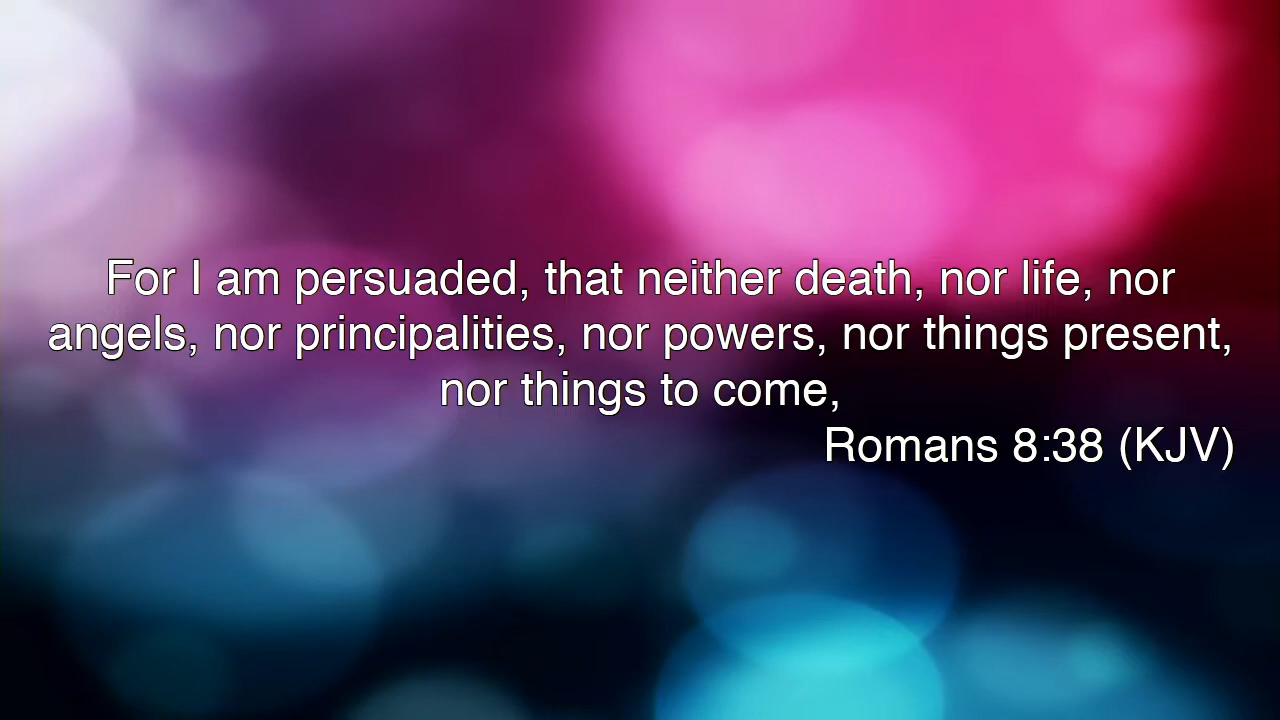 For I am persuaded, that neither death, nor life, nor
angels, nor principalities, nor powers, nor things present,
nor things to come,
Romans 8:38 (KJV)